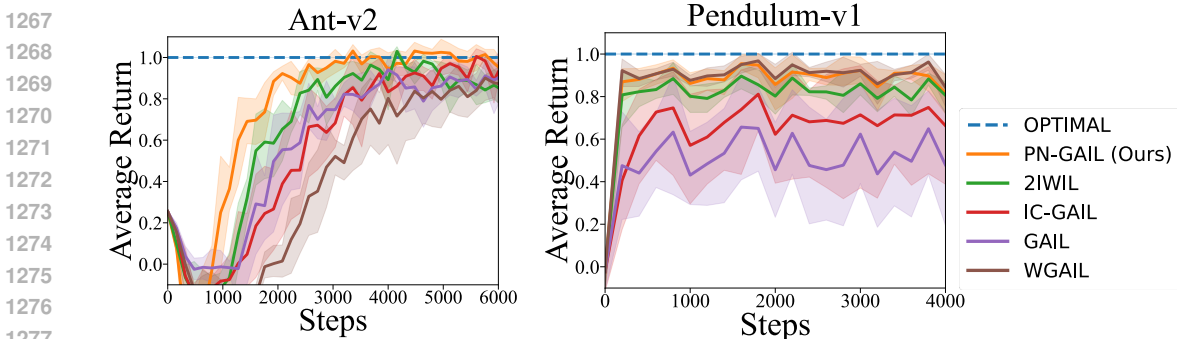 1267
1268
1269
1270
1271
1272
1273
1274
1275
1276
1277
Ant-v2
Average Return
1.0
0.8
0.6
0.4
0.2
0.0
0
1000
2000
3000
4000
5000
6000
Steps
Pendulum-v1
Average Return
1.0
0.8
0.6
0.4
0.2
0.0
0
1000
2000
3000
4000
Steps
OPTIMAL
PN-GAIL (Ours)
2IWIL
IC-GAIL
GAIL
WGAIL